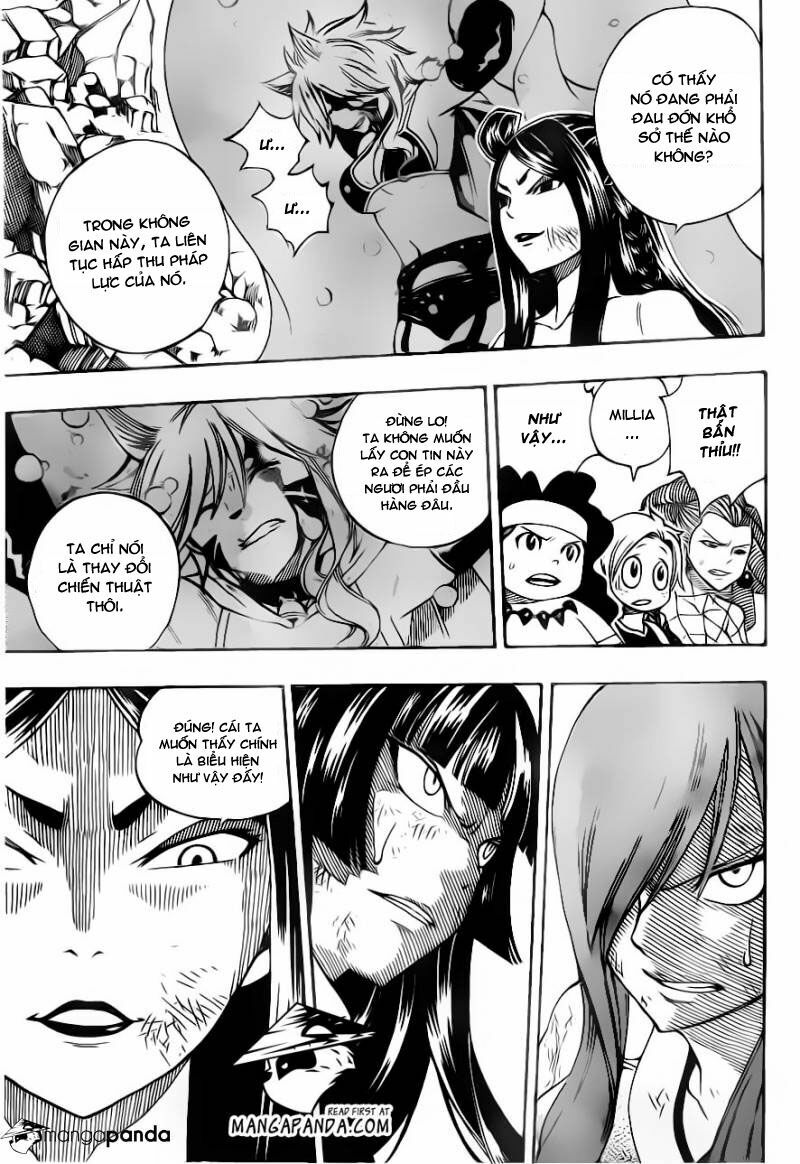 CÓ THẤY
NÓ ĐANG PHẢI
ĐAU ĐỚN KHỔ
SỞ THẾ NÀO
KHÔNG?
Ư...
Ư...
TRONG KHÔNG
GIAN NÀY, TA LIÊN
TỤC HẤP THU PHÁP
LỰC CỦA NÓ.
THẬT
BẨN
THỈU!!
MILLIA
...
NHƯ
VẬY...
ĐỪNG LO!
TA KHÔNG MUỐN
LẤY CON TIN NÀY
RA ĐỂ ÉP CÁC
NGƯƠI PHẢI ĐẦU
HÀNG ĐÂU.
TA CHỈ NÓI
LÀ THAY ĐỔI
CHIẾN THUẬT
THÔI.
ĐÚNG! CÁI TA
MUỐN THẤY CHÍNH
LÀ BIỂU HIỆN
NHƯ VẬY ĐẤY!
READ FIRST AT
MANGAPANDA.COM
mangapanda